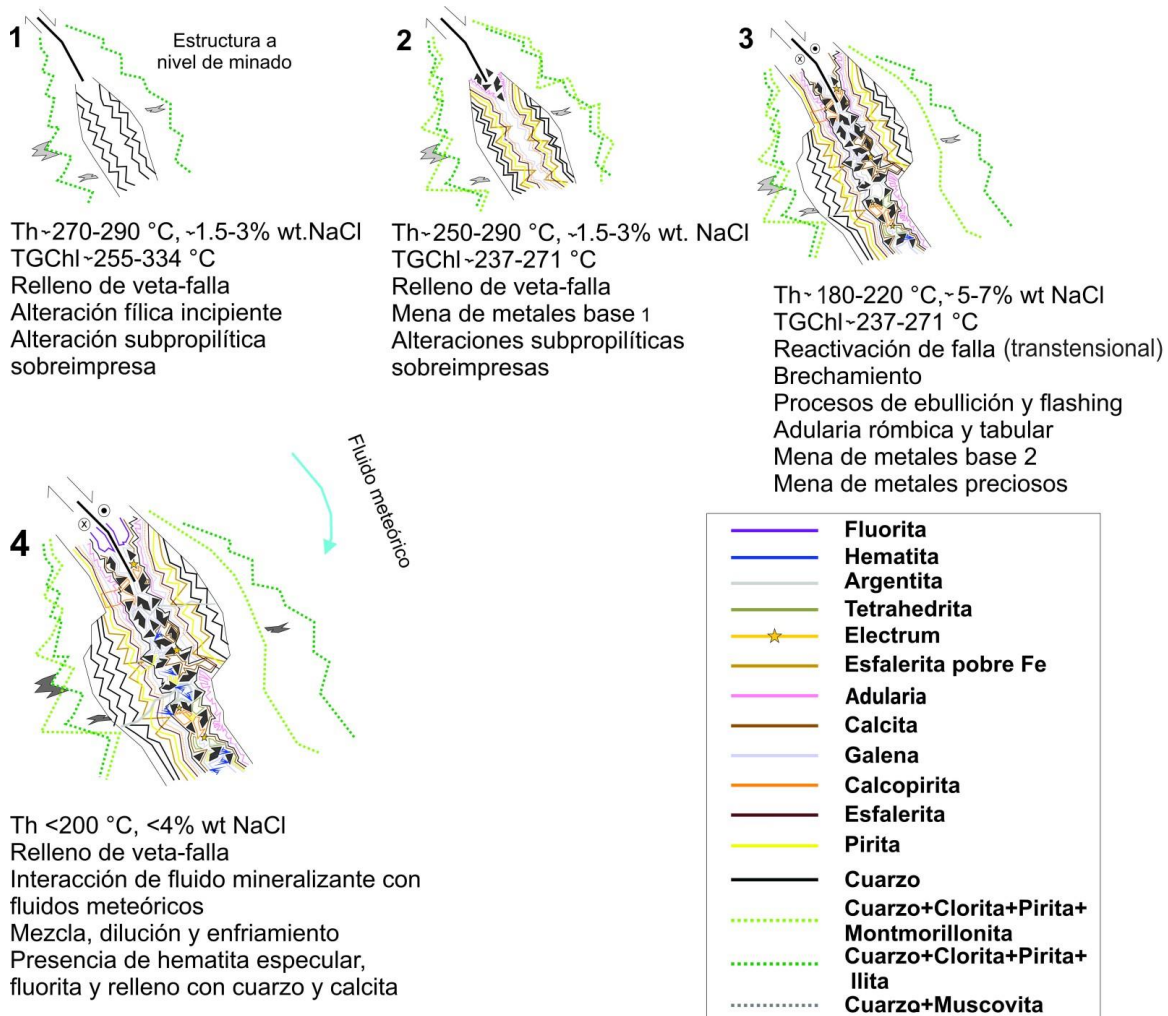 1
Estructura a
nivel de minado
Th~270-290 °C, ~1.5-3% wt.NaCl
TGChl~255-334 °C
Relleno de veta-falla
Alteración fílica incipiente
Alteración subpropilítica
sobreimpresa
2
Th~250-290 °C, ~1.5-3% wt. NaCl
TGChl~237-271 °C
Relleno de veta-falla
Mena de metales base 1
Alteraciones subpropilíticas
sobreimpresas
3
Th~ 180-220 °C,~ 5-7% wt NaCl
TGChl~237-271 °C
Reactivación de falla (transtensional)
Brechamiento
Procesos de ebullición y flashing
Adularia rómbica y tabular
Mena de metales base 2
Mena de metales preciosos
4
Fluido meteórico
Th <200 °C, <4% wt NaCl
Relleno de veta-falla
Interacción de fluido mineralizante con
fluidos meteóricos
Mezcla, dilución y enfriamiento
Presencia de hematita especular,
fluorita y relleno con cuarzo y calcita
Fluorita
Hematita
Argentita
Tetrahedrita
Electrum
Esfalerita pobre Fe
Adularia
Calcita
Galena
Calcopirita
Esfalerita
Pirita
Cuarzo
Cuarzo+Clorita+Pirita+
Montmorillonita
Cuarzo+Clorita+Pirita+
Ilita
Cuarzo+Muscovita